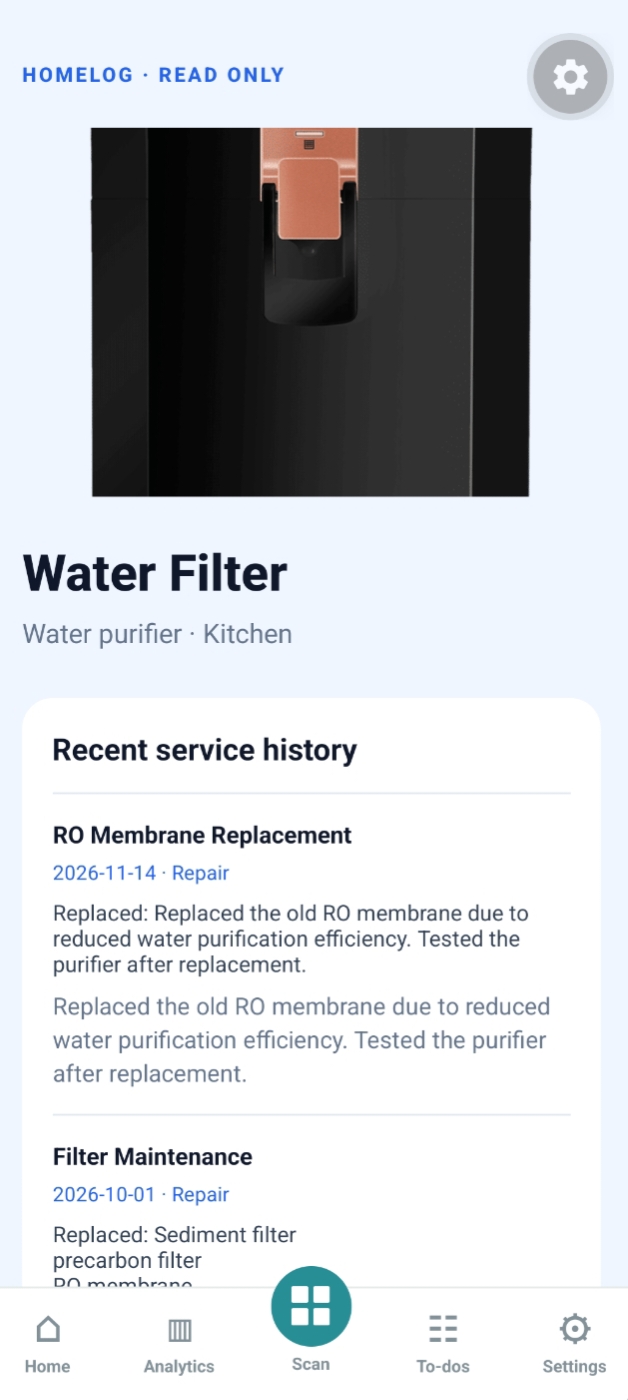 HOMELOG · READ ONLY
Water Filter
Water purifier · Kitchen
Recent service history
RO Membrane Replacement
2026-11-14 · Repair
Replaced: Replaced the old RO membrane due to
reduced water purification efficiency. Tested the
purifier after replacement.
Replaced the old RO membrane due to reduced
water purification efficiency. Tested the purifier
after replacement.
Filter Maintenance
2026-10-01 · Repair
Replaced: Sediment filter
precarbon filter
RO membrane
Home
Analytics
Scan
To-dos
Settings